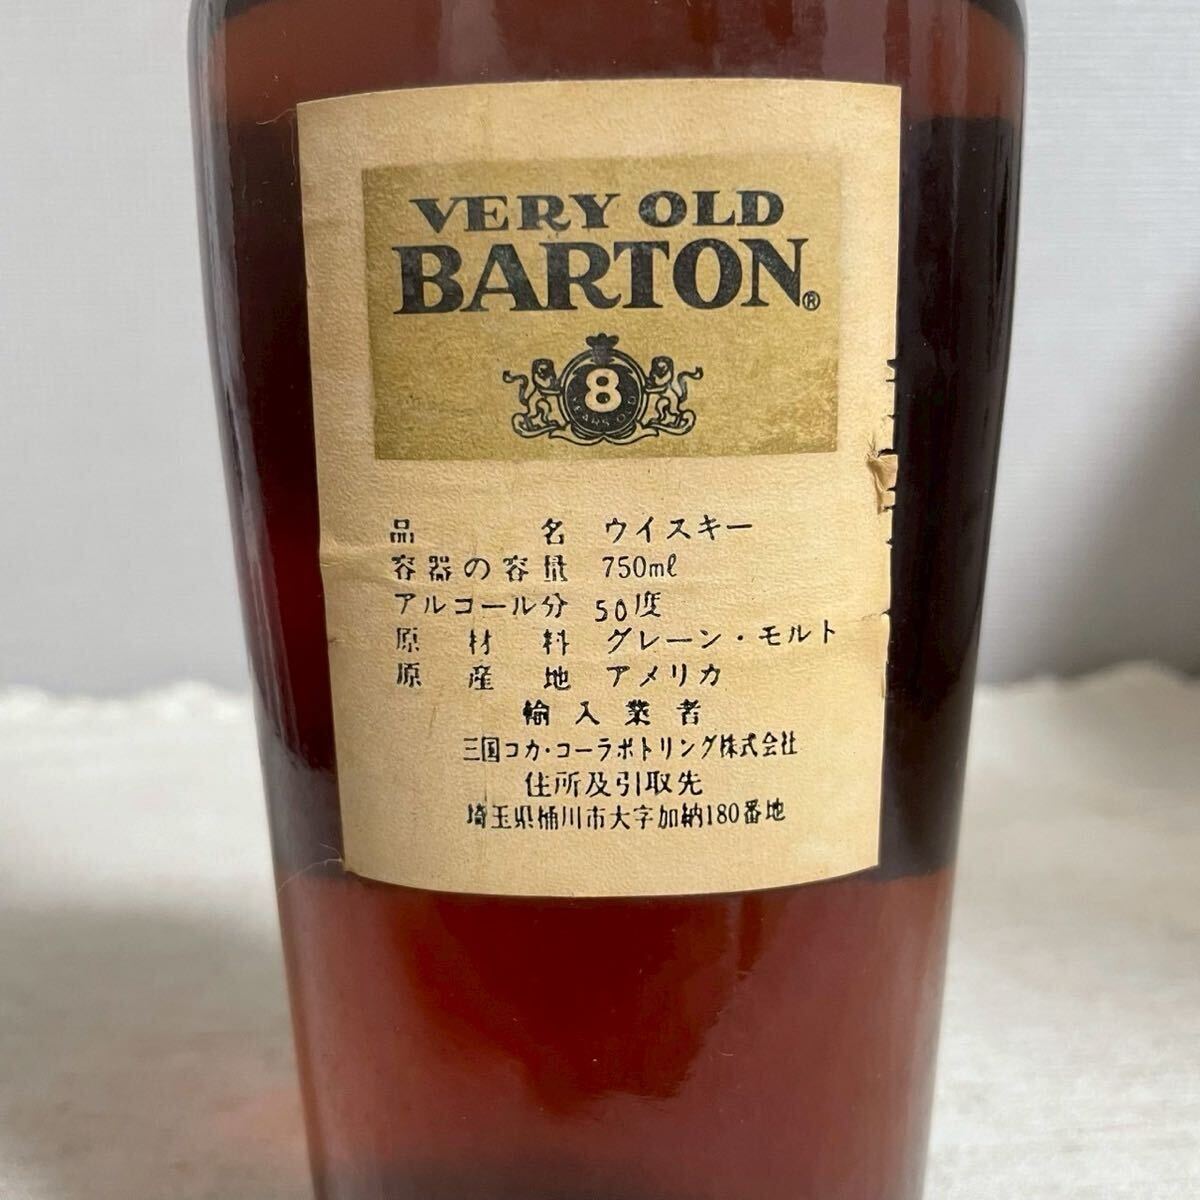 VERY OLD
BARTON®
8
YEARS OLD
品名 ウイスキー
容器の容量 750ml
アルコール分 50度
原材料 グレーン・モルト
原産地 アメリカ
輸入業者
三国コカ・コーラボトリング株式会社
住所及引取先
埼玉県桶川市大字加納180番地